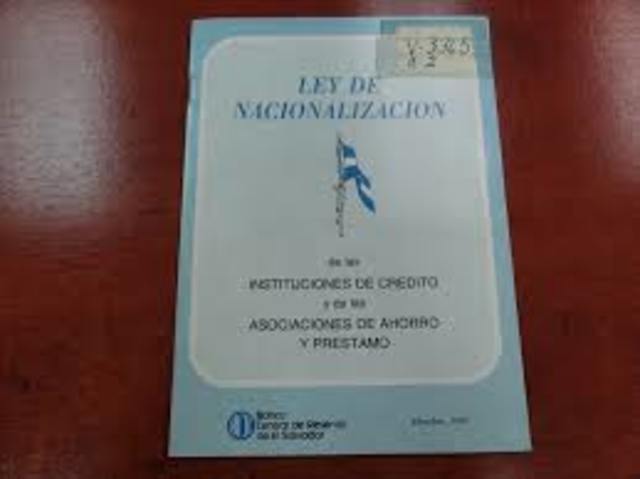 V-3365
LEY DE
NACIONALIZACION
de las
INSTITUCIONES DE CREDITO
y de las
ASOCIACIONES DE AHORRO
Y PRESTAMO
Banco
Central de Reserva
de El Salvador